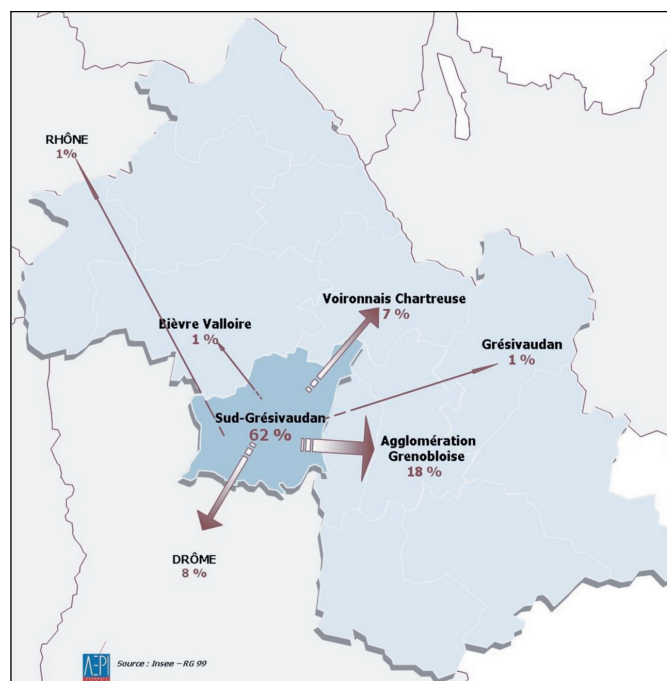 RHÔNE
1%
Voironnais Chartreuse
7 %
Bièvre Valloire
1 %
Grésivaudan
1 %
Sud-Grésivaudan
62 %
Agglomération
Grenobloise
18 %
DRÔME
8 %
AEPI
Source : Insee – RG 99